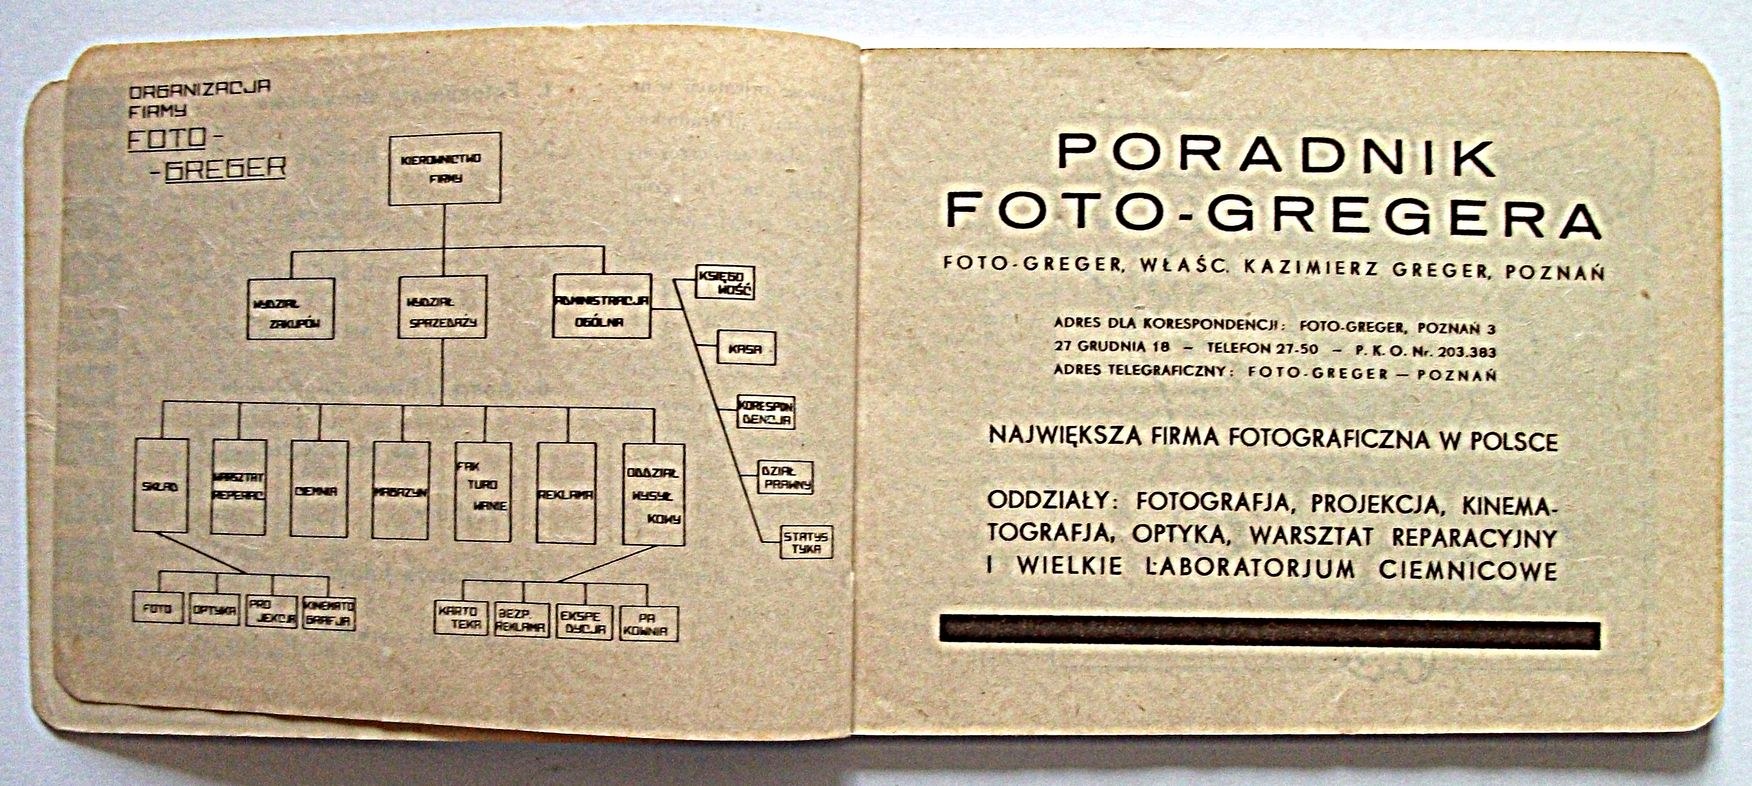 ORGANIZACJA
FIRMY
FOTO-
-GREGER
KIEROWNICTWO
FIRMY
WYDZIAŁ
ZAKUPÓW
WYDZIAŁ
SPRZEDAŻY
ADMINISTRACJA
OGÓLNA
KSIĘGO
WOŚĆ
KASA
KORESPON
DENCJA
DZIAŁ
PRAWNY
STATYS
TYKA
SKŁAD
WARSZTAT
REPERAC.
CIEMNIA
MAGAZYN
FAK
TURO
WANIE
REKLAMA
ODDZIAŁ
WYSYŁ
KOWY
FOTO
OPTYKA
PRO
JEKCJA
KINEMATO
GRAFJA
KARTO
TEKA
BEZP.
REKLAMA
EKSPE
DYCJA
PA
KOWNIA
PORADNIK
FOTO-GREGERA
FOTO-GREGER, WŁAŚC. KAZIMIERZ GREGER, POZNAŃ
ADRES DLA KORESPONDENCJI: FOTO-GREGER, POZNAŃ 3
27 GRUDNIA 18 — TELEFON 27-50 — P. K. O. Nr. 203.383
ADRES TELEGRAFICZNY: FOTO-GREGER — POZNAŃ
NAJWIĘKSZA FIRMA FOTOGRAFICZNA W POLSCE
ODDZIAŁY: FOTOGRAFJA, PROJEKCJA, KINEMA-
TOGRAFJA, OPTYKA, WARSZTAT REPARACYJNY
I WIELKIE LABORATORJUM CIEMNICOWE